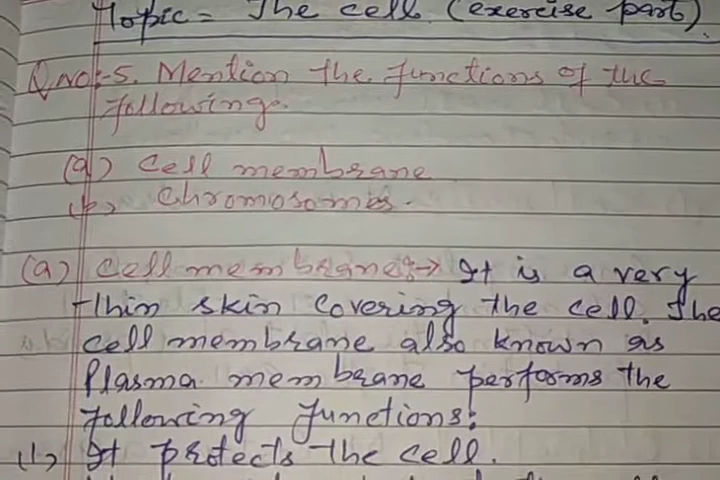 Topic = The cell (exercise part).
Q.No:-5. Mention the functions of the
following.
(a) Cell membrane
(b) Chromosomes.
(a) Cell membrane:→ It is a very
thin skin covering the cell. The
cell membrane also known as
Plasma membrane performs the
following functions:
(1) It protects the cell.